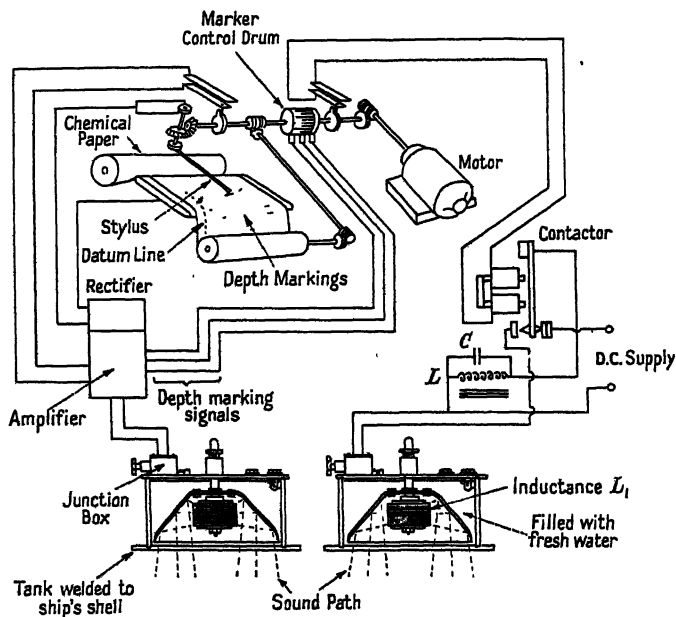 Marker
Control Drum
Chemical
Paper
Motor
Stylus
Datum Line
Depth Markings
Contactor
Rectifier
C
L
D.C. Supply
Amplifier
Depth marking
signals
Junction
Box
Inductance L₁
Filled with
fresh water
Tank welded to
ship's shell
Sound Path